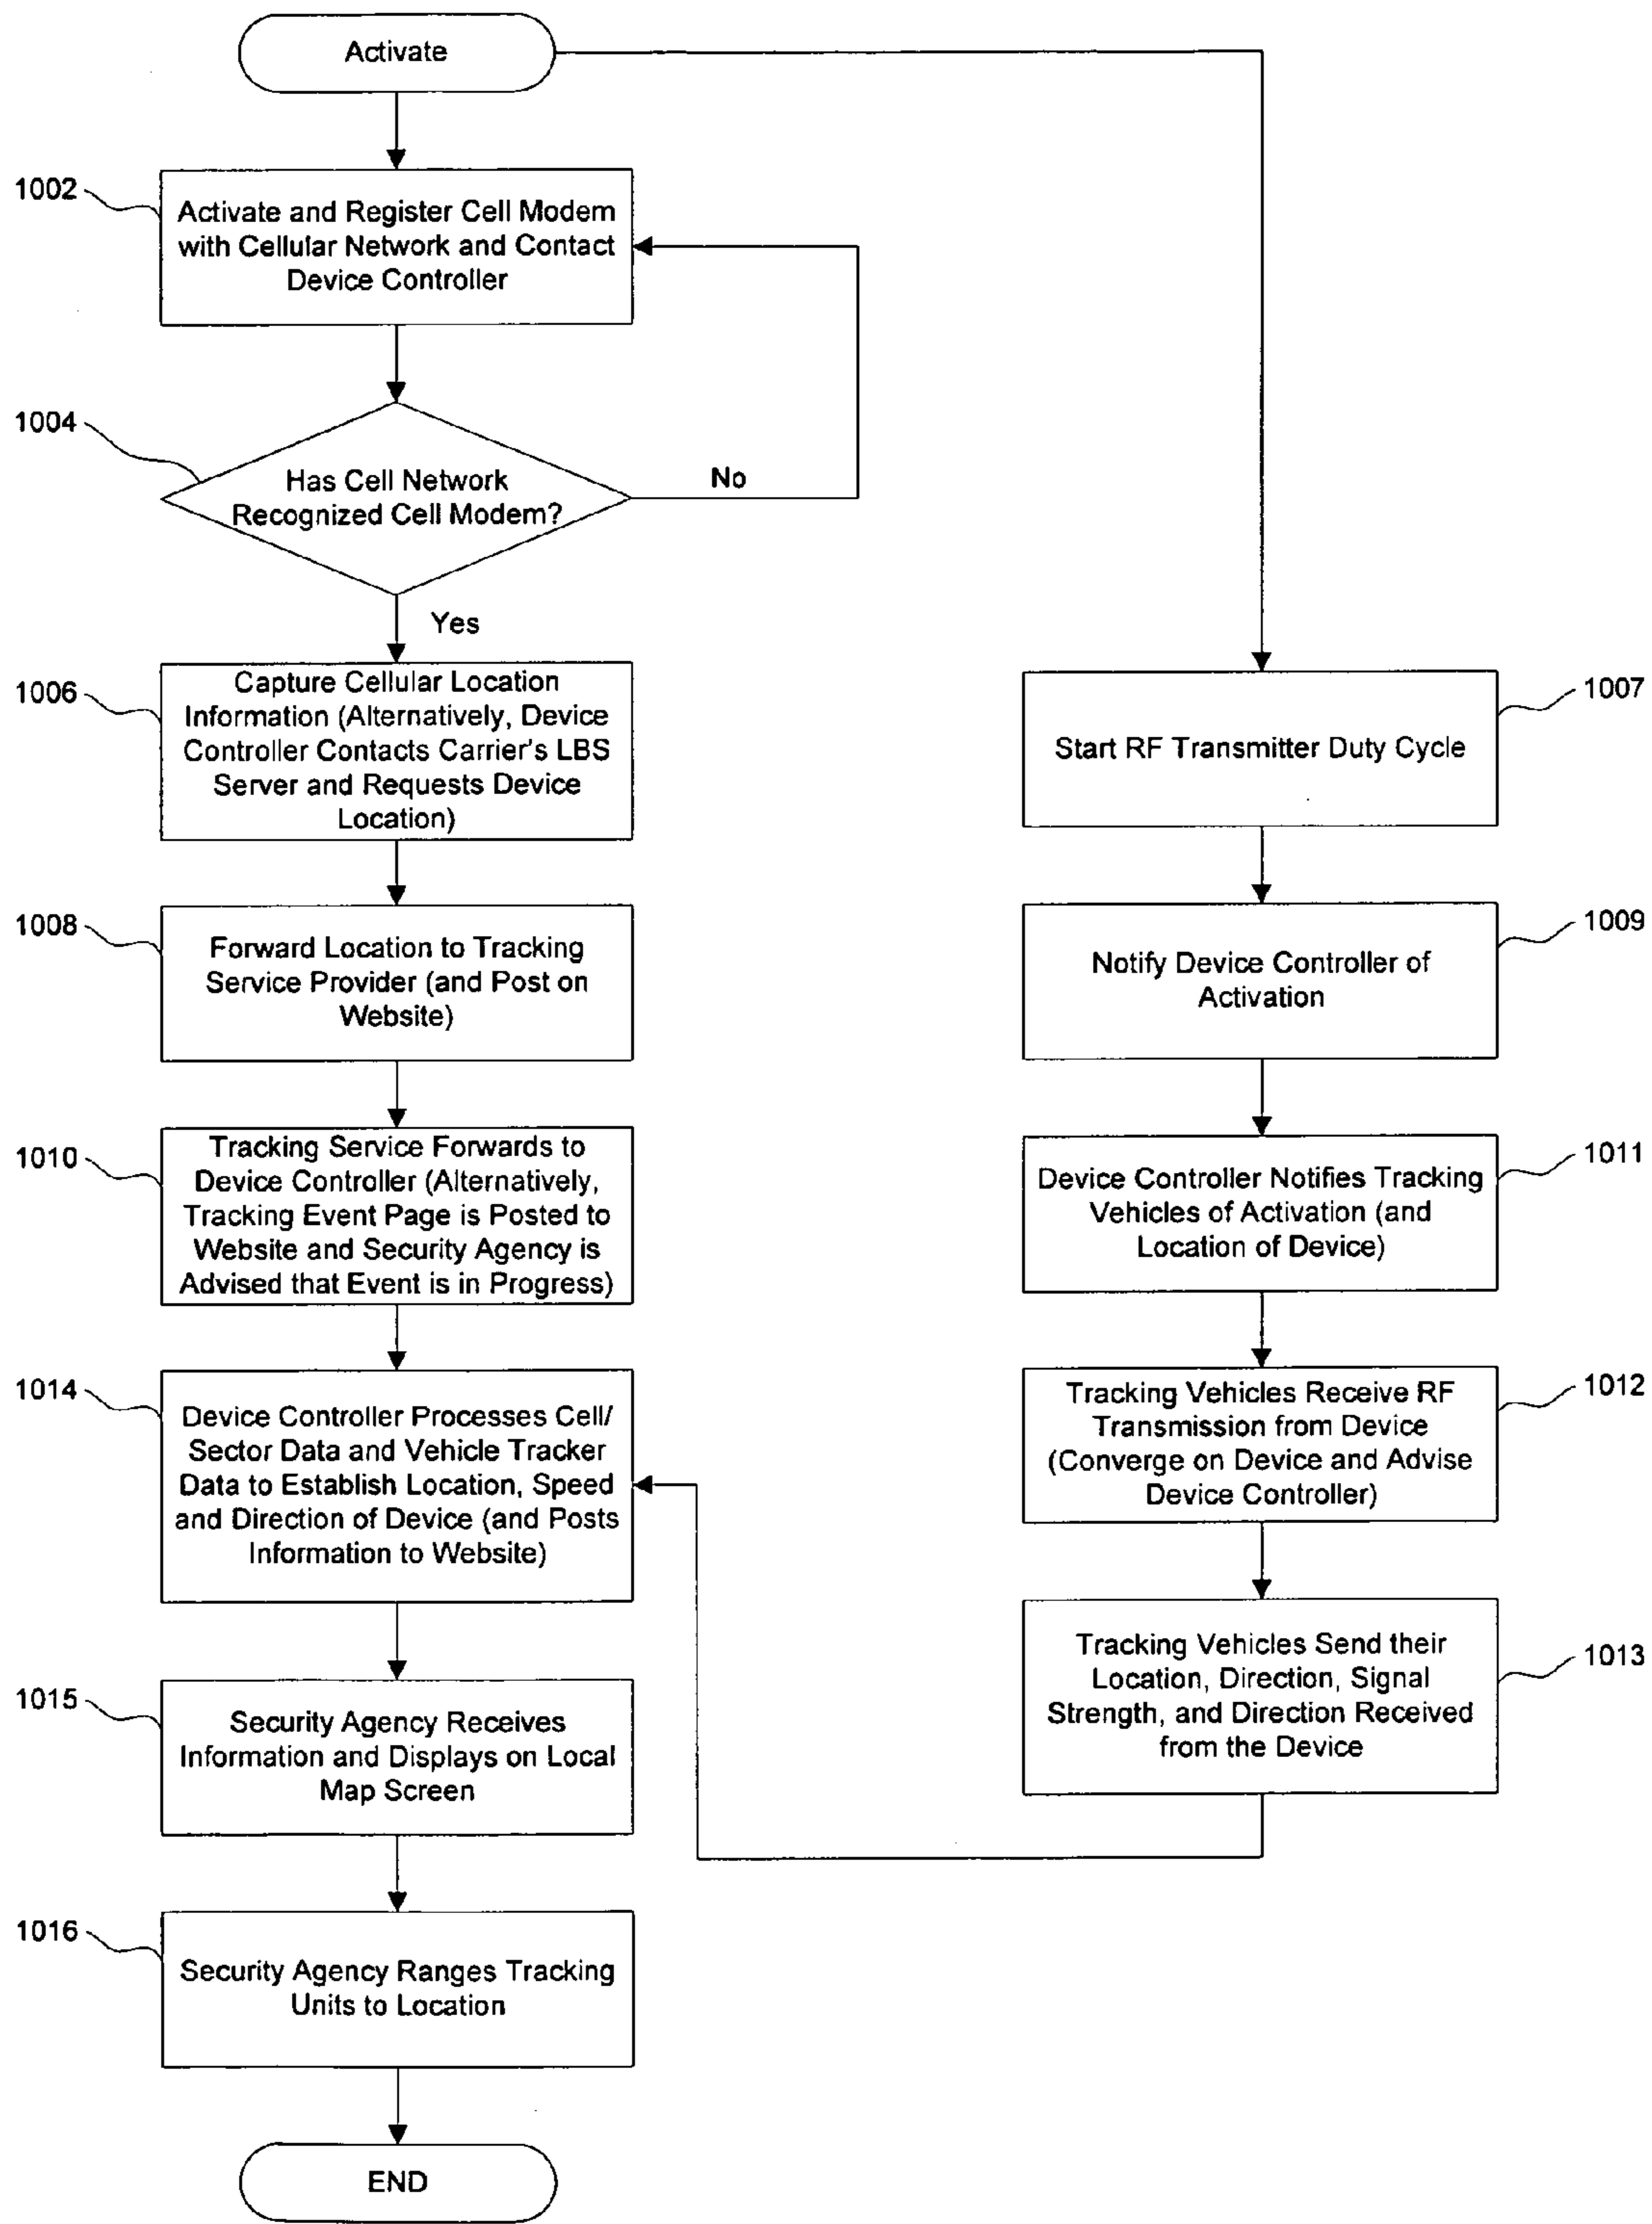 Activate
1002
Activate and Register Cell Modem
with Cellular Network and Contact
Device Controller
1004
Has Cell Network
Recognized Cell Modem?
No
Yes
1006
Capture Cellular Location
Information (Alternatively, Device
Controller Contacts Carrier's LBS
Server and Requests Device
Location)
1008
Forward Location to Tracking
Service Provider (and Post on
Website)
1010
Tracking Service Forwards to
Device Controller (Alternatively,
Tracking Event Page is Posted to
Website and Security Agency is
Advised that Event is in Progress)
1014
Device Controller Processes Cell/
Sector Data and Vehicle Tracker
Data to Establish Location, Speed
and Direction of Device (and Posts
Information to Website)
1015
Security Agency Receives
Information and Displays on Local
Map Screen
1016
Security Agency Ranges Tracking
Units to Location
END
1007
Start RF Transmitter Duty Cycle
1009
Notify Device Controller of
Activation
1011
Device Controller Notifies Tracking
Vehicles of Activation (and
Location of Device)
1012
Tracking Vehicles Receive RF
Transmission from Device
(Converge on Device and Advise
Device Controller)
1013
Tracking Vehicles Send their
Location, Direction, Signal
Strength, and Direction Received
from the Device